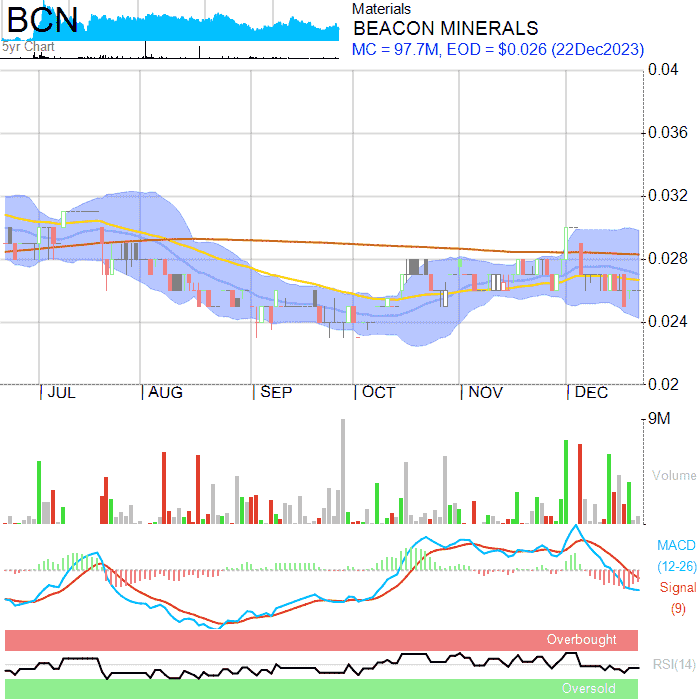 BCN
5yr Chart
Materials
BEACON MINERALS
MC = 97.7M, EOD = $0.026 (22Dec2023)
0.04
0.036
0.032
0.028
0.024
0.02
JUL
AUG
SEP
OCT
NOV
DEC
9M
Volume
MACD
(12-26)
Signal
(9)
Overbought
RSI(14)
Oversold